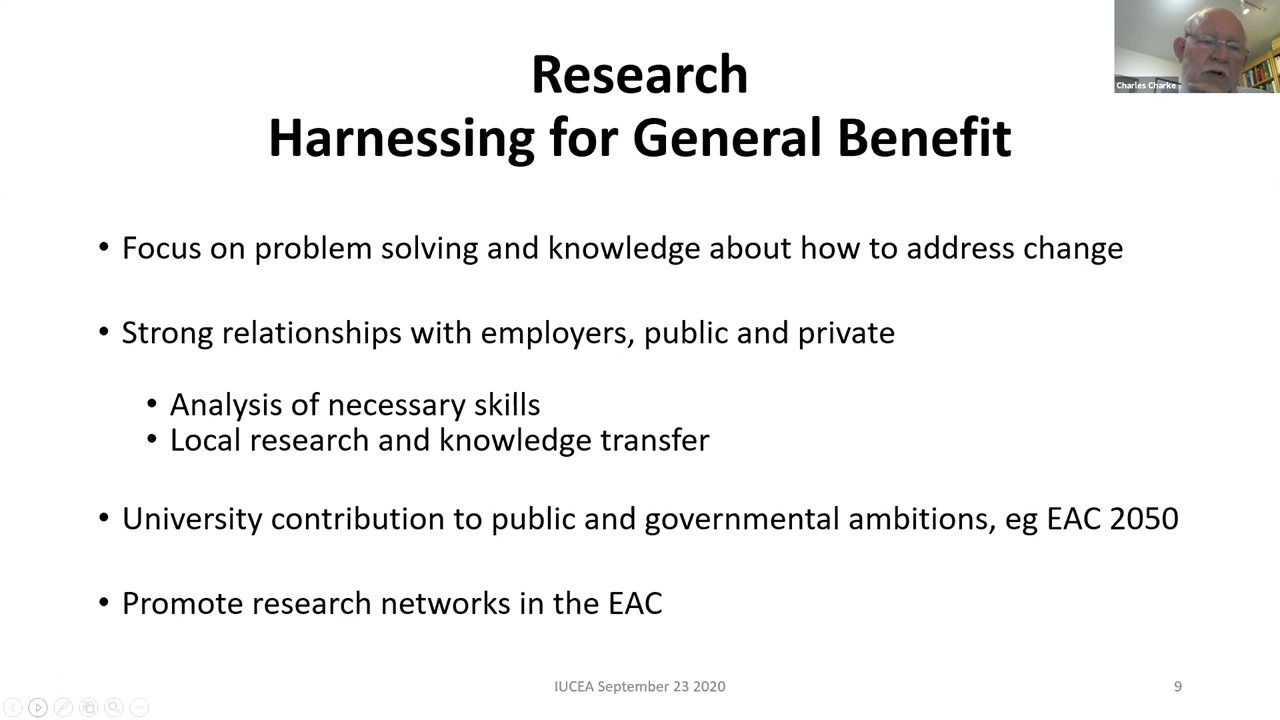 Charles Charke
Research
Harnessing for General Benefit
• Focus on problem solving and knowledge about how to address change
• Strong relationships with employers, public and private
• Analysis of necessary skills
• Local research and knowledge transfer
• University contribution to public and governmental ambitions, eg EAC 2050
• Promote research networks in the EAC
IUCEA September 23 2020
9